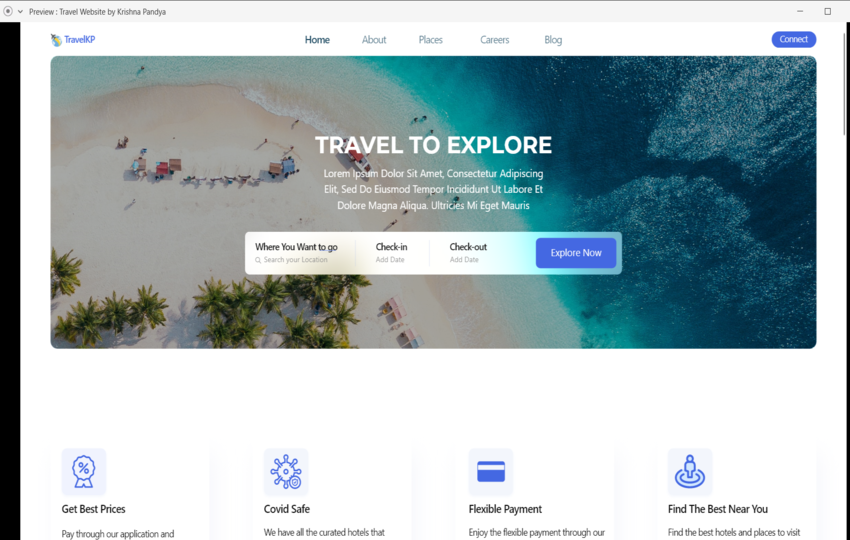 Preview : Travel Website by Krishna Pandya
TravelKP
Home About Places Careers Blog
Connect
TRAVEL TO EXPLORE
Lorem Ipsum Dolor Sit Amet, Consectetur Adipiscing
Elit, Sed Do Eiusmod Tempor Incididunt Ut Labore Et
Dolore Magna Aliqua. Ultricies Mi Eget Mauris
Where You Want to go Check-in Check-out
Search your Location Add Date Add Date
Explore Now
Get Best Prices Covid Safe Flexible Payment Find The Best Near You
Pay through our application and We have all the curated hotels that Enjoy the flexible payment through our Find the best hotels and places to visit